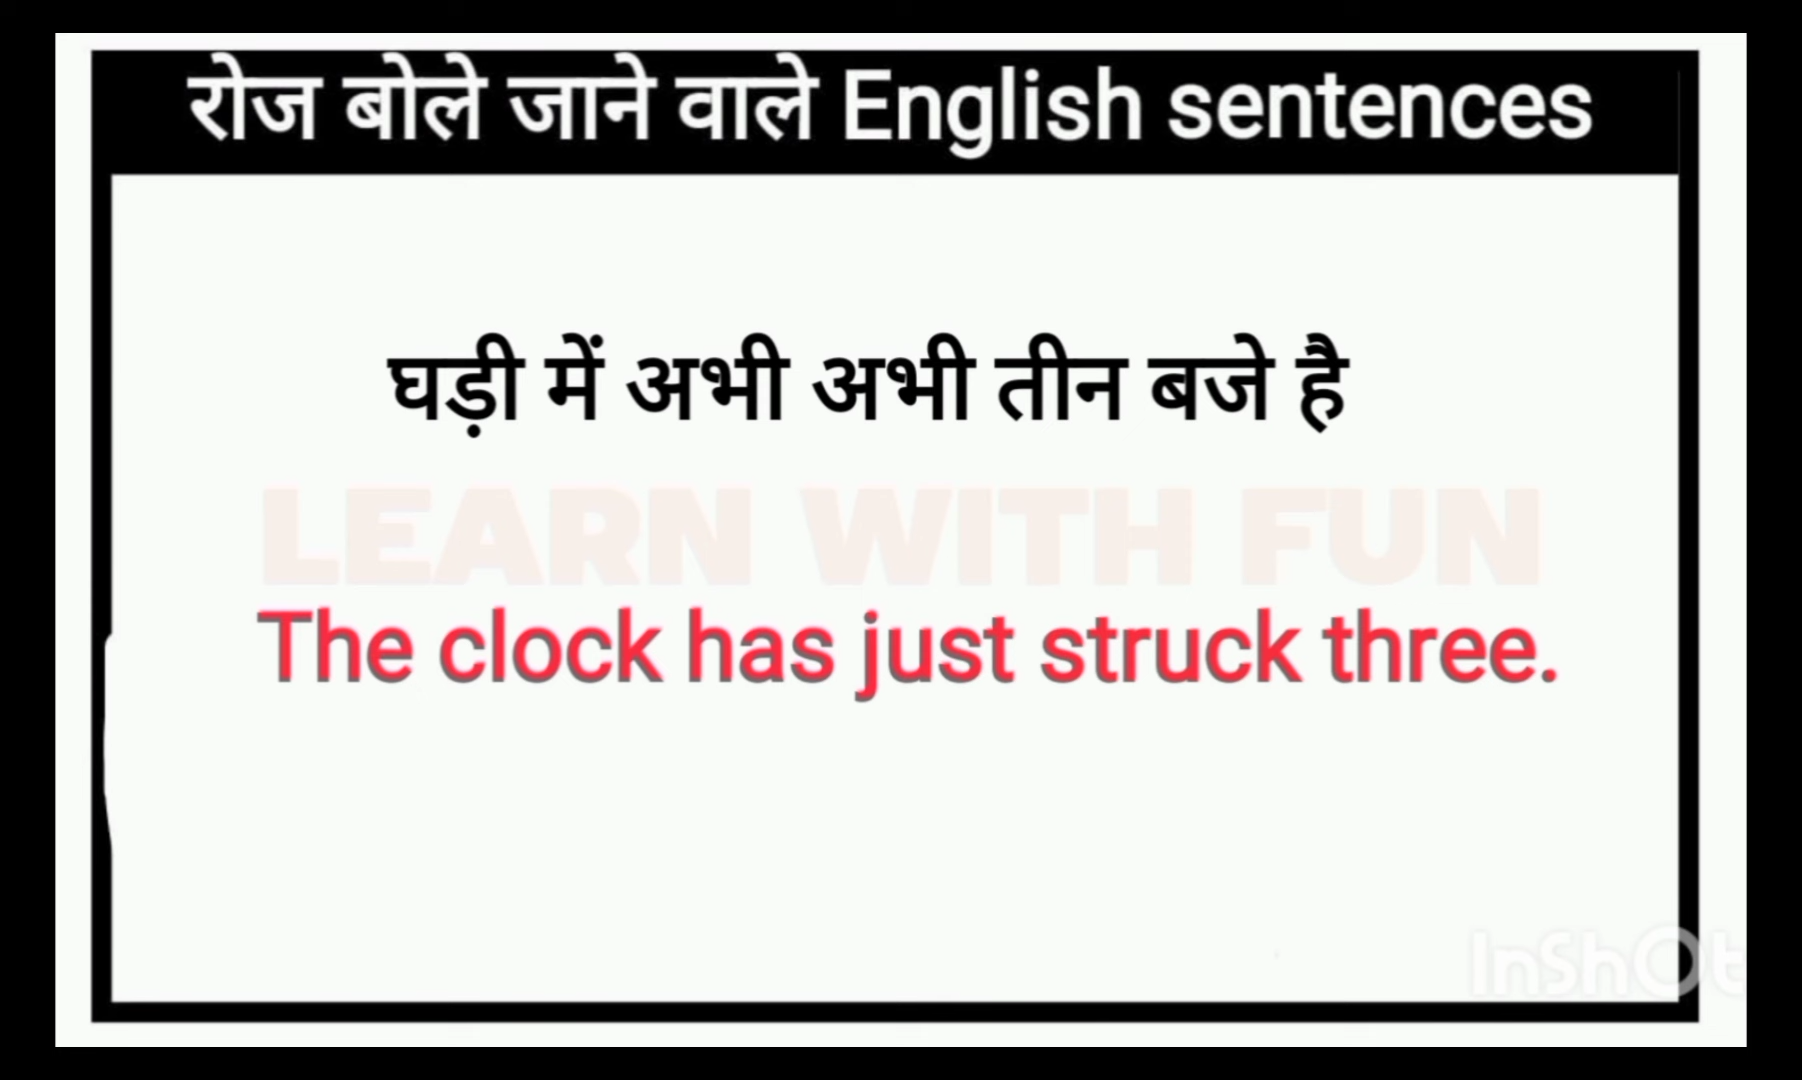 रोज बोले जाने वाले English sentences
घड़ी में अभी अभी तीन बजे है
LEARN WITH FUN
The clock has just struck three.
InShOt